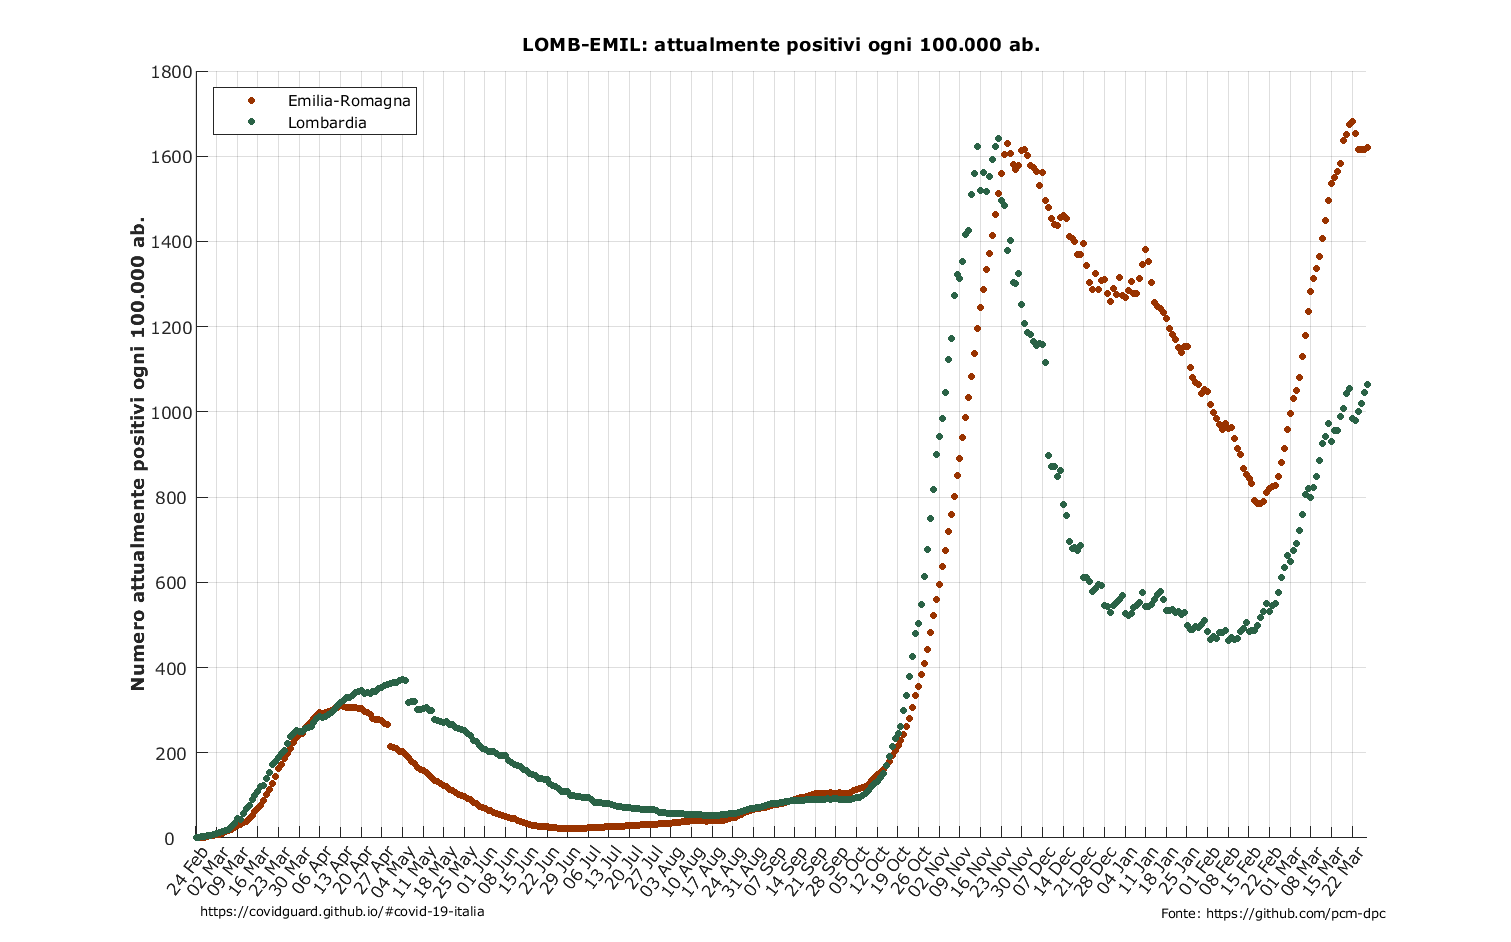 LOMB-EMIL: attualmente positivi ogni 100.000 ab.
Numero attualmente positivi ogni 100.000 ab.
1800
1600
1400
1200
1000
800
600
400
200
0
Emilia-Romagna
Lombardia
24 Feb
02 Mar
09 Mar
16 Mar
23 Mar
30 Mar
06 Apr
13 Apr
20 Apr
27 Apr
04 May
11 May
18 May
25 May
01 Jun
08 Jun
15 Jun
22 Jun
29 Jun
06 Jul
13 Jul
20 Jul
27 Jul
03 Aug
10 Aug
17 Aug
24 Aug
31 Aug
07 Sep
14 Sep
21 Sep
28 Sep
05 Oct
12 Oct
19 Oct
26 Oct
02 Nov
09 Nov
16 Nov
23 Nov
30 Nov
07 Dec
14 Dec
21 Dec
28 Dec
04 Jan
11 Jan
18 Jan
25 Jan
01 Feb
08 Feb
15 Feb
22 Feb
01 Mar
08 Mar
15 Mar
22 Mar
https://covidguard.github.io/#covid-19-italia
Fonte: https://github.com/pcm-dpc